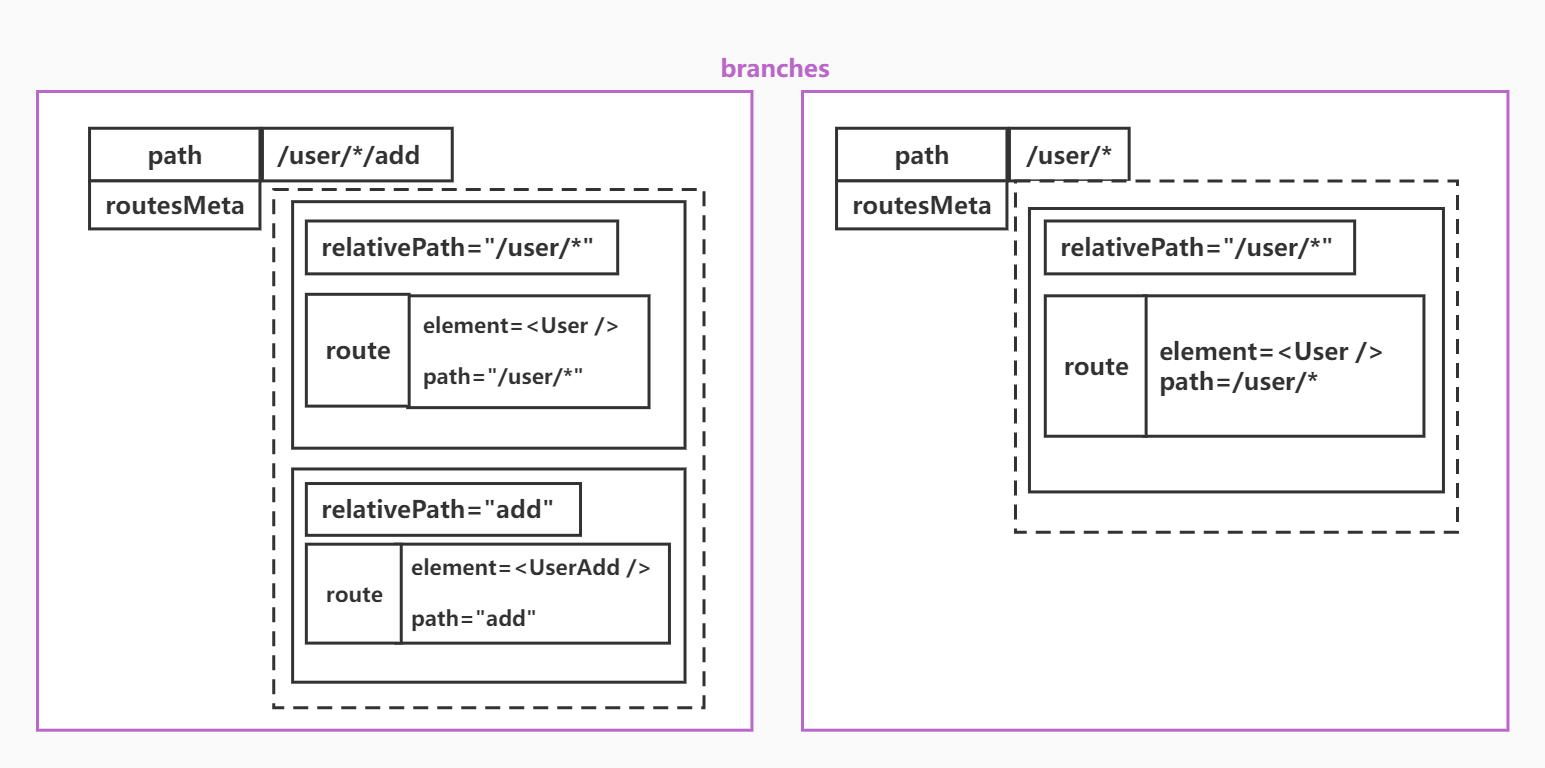 branches
path
/user/*/add
routesMeta
relativePath="/user/*"
route
element=<User />
path="/user/*"
relativePath="add"
route
element=<UserAdd />
path="add"
path
/user/*
routesMeta
relativePath="/user/*"
route
element=<User />
path=/user/*